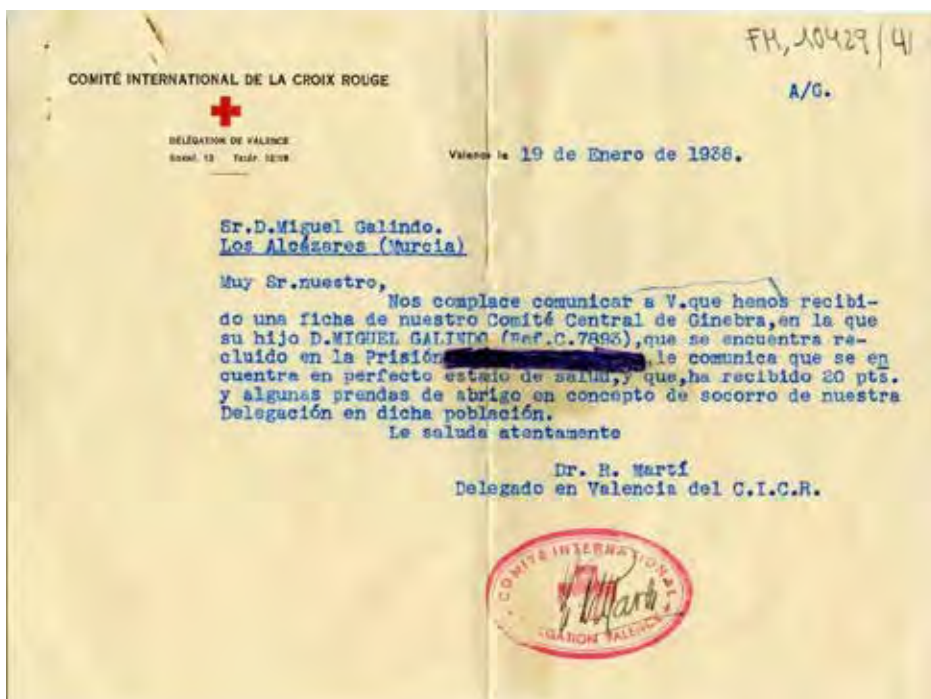 FM, 10429/4/
COMITÉ INTERNATIONAL DE LA CROIX ROUGE
A/G.
DÉLÉGATION DE VALENCE
Valence le 19 de Enero de 1938.
Sr.D.Miguel Galindo.
Los Alcázares (Murcia)
Muy Sr.nuestro,
Nos complace comunicar a V.que hemos recibi-
do una ficha de nuestro Comité Central de Ginebra,en la que
su hijo D.MIGUEL GALINDO (Ref.C.7893),que se encuentra re-
cluido en la Prisión ,le comunica que se en
cuentra en perfecto estado de salud,y que,ha recibido 20 pts.
y algunas prendas de abrigo en concepto de socorro de nuestra
Delegación en dicha población.
Le saluda atentamente
Dr. R. Martí
Delegado en Valencia del C.I.C.R.
COMITÉ INTERNATIONAL
Marti
VALENCE